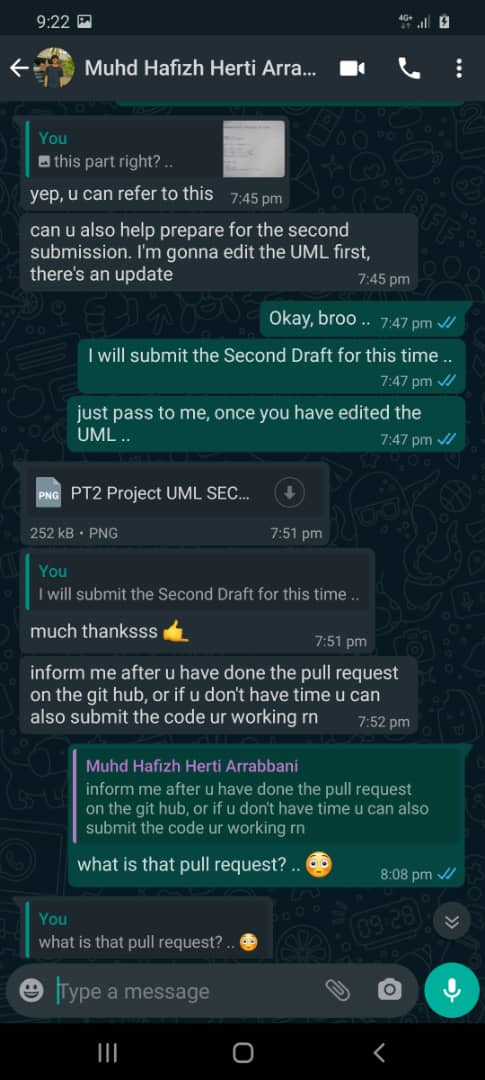 9:22
4G+
Muhd Hafizh Herti Arra...
You
this part right? ..
yep, u can refer to this
7:45 pm
can u also help prepare for the second
submission. I'm gonna edit the UML first,
there's an update
7:45 pm
Okay, broo ..
7:47 pm
I will submit the Second Draft for this time ..
7:47 pm
just pass to me, once you have edited the
UML ..
7:47 pm
PNG
PT2 Project UML SEC...
252 kB • PNG
7:51 pm
You
I will submit the Second Draft for this time ..
much thanksss 🤙
7:51 pm
inform me after u have done the pull request
on the git hub, or if u don't have time u can
also submit the code ur working rn
7:52 pm
Muhd Hafizh Herti Arrabbani
inform me after u have done the pull request
on the git hub, or if u don't have time u can also
submit the code ur working rn
what is that pull request? .. 😳
8:08 pm
You
what is that pull request? .. 😳
Type a message